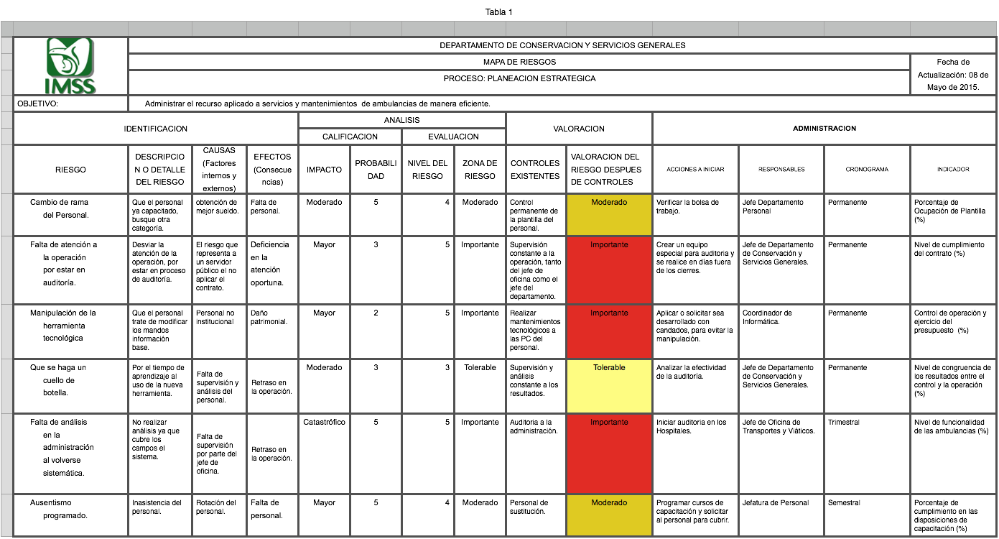 Tabla 1
IMSS
DEPARTAMENTO DE CONSERVACION Y SERVICIOS GENERALES
MAPA DE RIESGOS
PROCESO: PLANEACION ESTRATEGICA
Fecha de
Actualización: 08 de
Mayo de 2015.
OBJETIVO:
Administrar el recurso aplicado a servicios y mantenimientos de ambulancias de manera eficiente.
IDENTIFICACION
ANALISIS
CALIFICACION
EVALUACION
VALORACION
ADMINISTRACION
RIESGO
DESCRIPCIO
N O DETALLE
DEL RIESGO
CAUSAS
(Factores
internos y
externos)
EFECTOS
(Consecue
ncias)
IMPACTO
PROBABILI
DAD
NIVEL DEL
RIESGO
ZONA DE
RIESGO
CONTROLES
EXISTENTES
VALORACION DEL
RIESGO DESPUES
DE CONTROLES
ACCIONES A INICIAR
RESPONSABLES
CRONOGRAMA
INDICADOR
Cambio de rama
del Personal.
Que el personal
ya capacitado,
busque otra
categoría.
obtención de
mejor sueldo.
Falta de
personal.
Moderado
5
4
Moderado
Control
permanente de
la plantilla del
personal.
Moderado
Verificar la bolsa de
trabajo.
Jefe Departamento
Personal
Permanente
Porcentaje de
Ocupación de Plantilla
(%)
Falta de atención a
la operación
por estar en
auditoría.
Desviar la
atención de la
operación, por
estar en proceso
de auditoría.
El riesgo que
representa a
un servidor
público el no
aplicar el
contrato.
Deficiencia
en la
atención
oportuna.
Mayor
3
5
Importante
Supervisión
constante a la
operación, tanto
del jefe de
oficina como el
jefe del
departamento.
Importante
Crear un equipo
especial para auditoria y
se realice en días fuera
de los cierres.
Jefe de Departamento
de Conservación y
Servicios Generales.
Permanente
Nivel de cumplimiento
del contrato (%)
Manipulación de la
herramienta
tecnológica
Que el personal
trate de modificar
los mandos
información
base.
Personal no
institucional
Daño
patrimonial.
Mayor
2
5
Importante
Realizar
mantenimientos
tecnológicos a
las PC del
personal.
Importante
Aplicar o solicitar sea
desarrollado con
candados, para evitar la
manipulación.
Coordinador de
Informática.
Permanente
Control de operación y
ejercicio del
presupuesto (%)
Que se haga un
cuello de
botella.
Por el tiempo de
aprendizaje al
uso de la nueva
herramienta.
Falta de
supervisión y
análisis del
personal.
Retraso en
la operación.
Moderado
3
3
Tolerable
Supervisión y
análisis
constante a los
resultados.
Tolerable
Analizar la efectividad
de la auditoría.
Jefe de Departamento
de Conservación y
Servicios Generales.
Permanente
Nivel de congruencia de
los resultados entre el
control y la operación
(%)
Falta de análisis
en la
administración
al volverse
sistemática.
No realizar
análisis ya que
cubre los
campos el
sistema.
Falta de
supervisión
por parte del
jefe de
oficina.
Retraso en
la operación.
Catastrófico
5
5
Importante
Auditoria a la
administración.
Importante
Iniciar auditoria en los
Hospitales.
Jefe de Oficina de
Transportes y Viáticos.
Trimestral
Nivel de funcionalidad
de las ambulancias (%)
Ausentismo
programado.
Inasistencia del
personal.
Rotación del
personal.
Falta de
personal.
Mayor
5
4
Moderado
Personal de
sustitución.
Moderado
Programar cursos de
capacitación y solicitar
al personal para cubrir.
Jefatura de Personal
Semestral
Porcentaje de
cumplimiento en las
disposiciones de
capacitación (%)